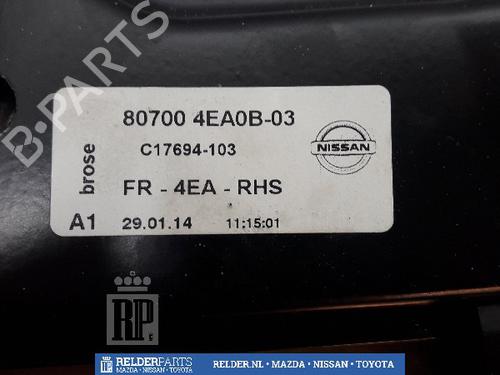 B-PARTS
brose
80700 4EA0B-03
C17694-103
NISSAN
FR - 4EA - RHS
A1 29.01.14 11:15:01
RP
RELDERPARTS
MAZDA • NISSAN • TOYOTA
RELDER.NL • MAZDA • NISSAN • TOYOTA